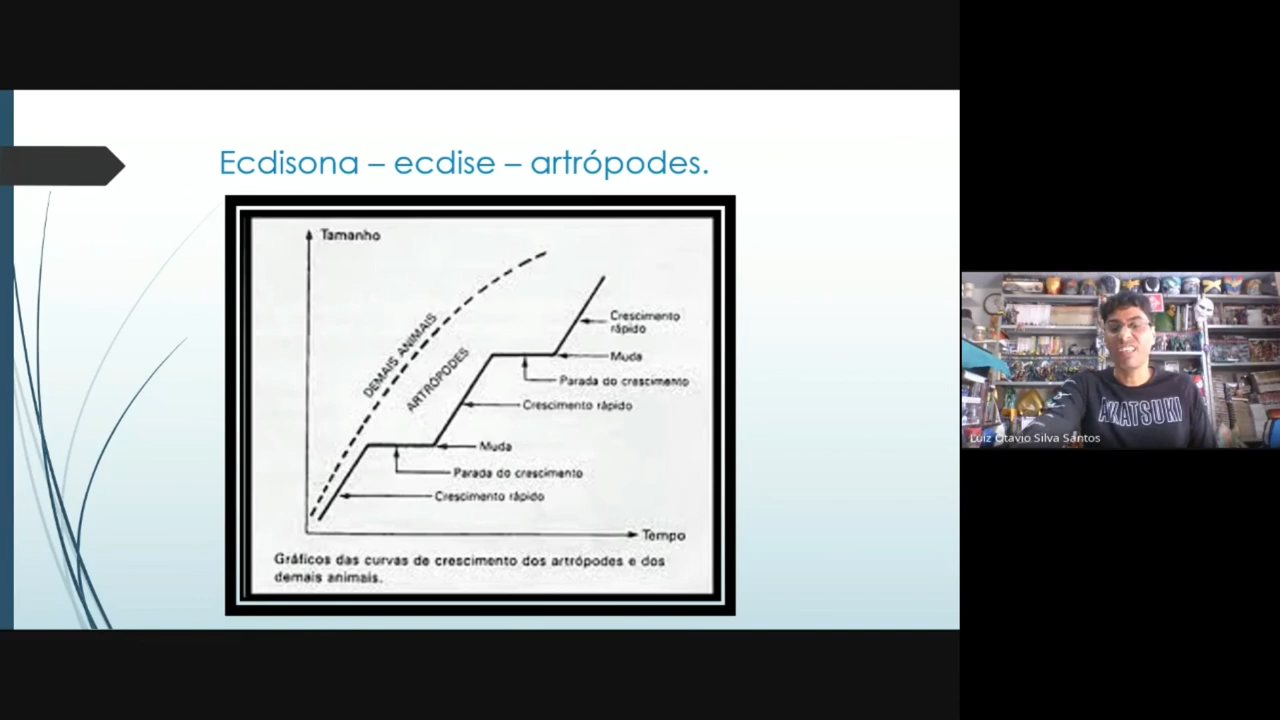 Ecdisona – ecdise – artrópodes.
Tamanho
DEMAIS ANIMAIS
ARTRÓPODES
Crescimento
rápido
Muda
Parada do crescimento
Crescimento rápido
Muda
Parada do crescimento
Crescimento rápido
Tempo
Gráficos das curvas de crescimento dos artrópodes e dos
demais animais.
AKATSUKI
Luiz Otavio Silva Santos